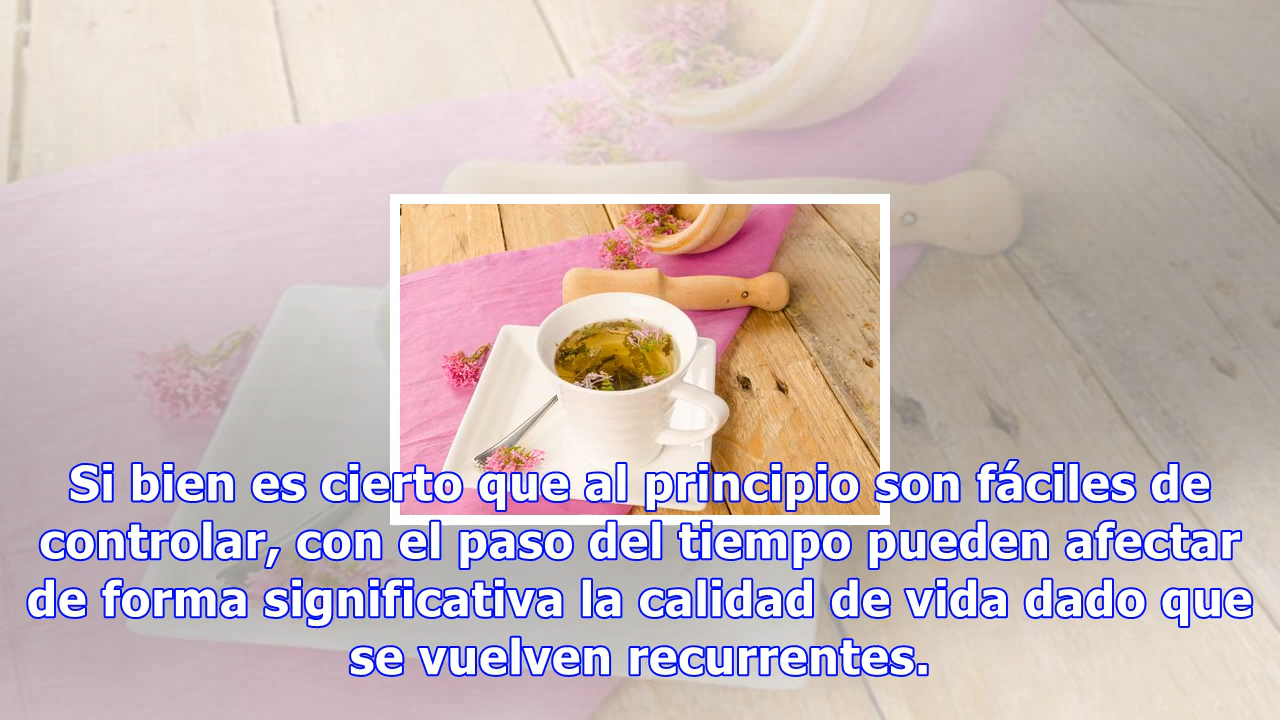 Si bien es cierto que al principio son fáciles de
controlar, con el paso del tiempo pueden afectar
de forma significativa la calidad de vida dado que
se vuelven recurrentes.